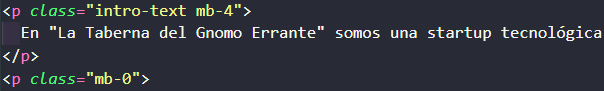 <p class="intro-text mb-4">
En "La Taberna del Gnomo Errante" somos una startup tecnológica
</p>
<p class="mb-0">